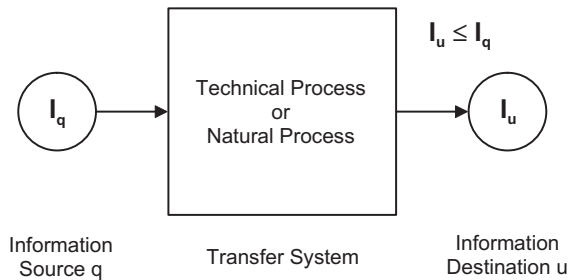 I_u ≤ I_q
I_q
Technical Process
or
Natural Process
I_u
Information
Source q
Transfer System
Information
Destination u